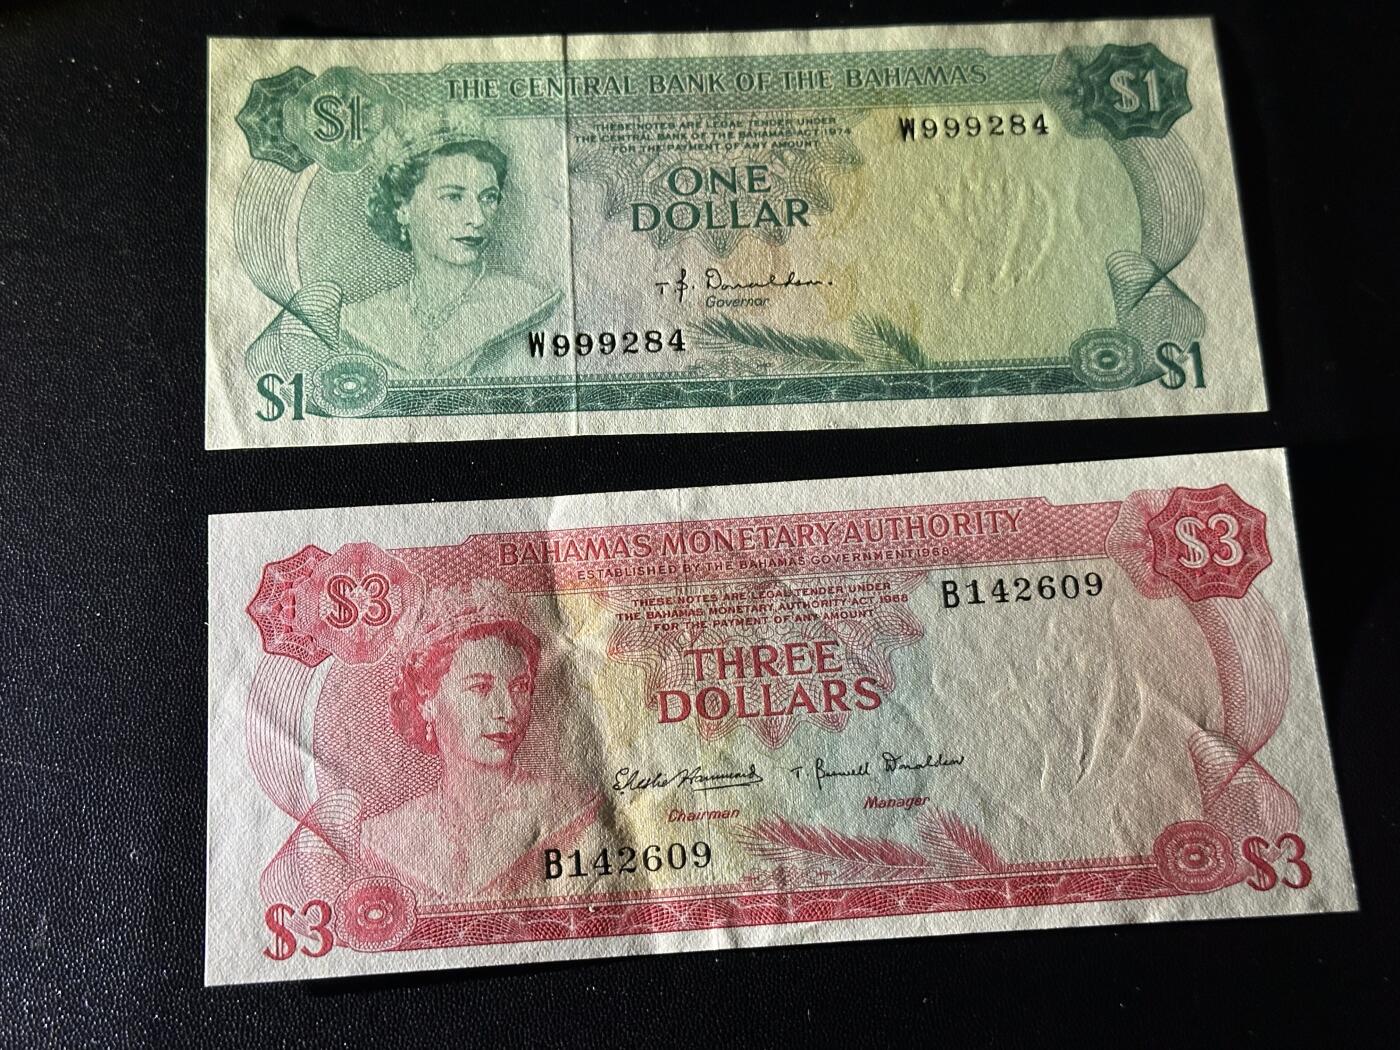 $1 THE CENTRAL BANK OF THE BAHAMAS $1
THESE NOTES ARE LEGAL TENDER UNDER
THE CENTRAL BANK OF THE BAHAMAS ACT 1974
FOR THE PAYMENT OF ANY AMOUNT
W999284
ONE
DOLLAR
T B. Donaldson.
Governor
W999284
$1 $1
BAHAMAS MONETARY AUTHORITY
ESTABLISHED BY THE BAHAMAS GOVERNMENT 1968
$3 $3
THESE NOTES ARE LEGAL TENDER UNDER
THE BAHAMAS MONETARY AUTHORITY ACT, 1968
FOR THE PAYMENT OF ANY AMOUNT
B142609
THREE
DOLLARS
T Burwell Donaldson
Chairman Manager
B142609
$3 $3